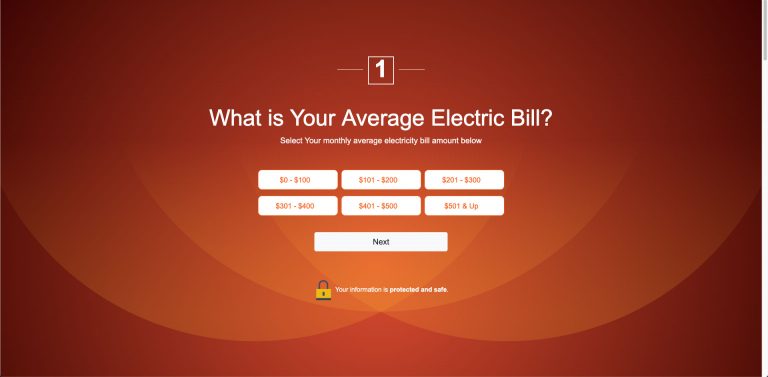 1
What is Your Average Electric Bill?
Select Your monthly average electricity bill amount below
$0 - $100 $101 - $200 $201 - $300
$301 - $400 $401 - $500 $501 & Up
Next
Your information is protected and safe.